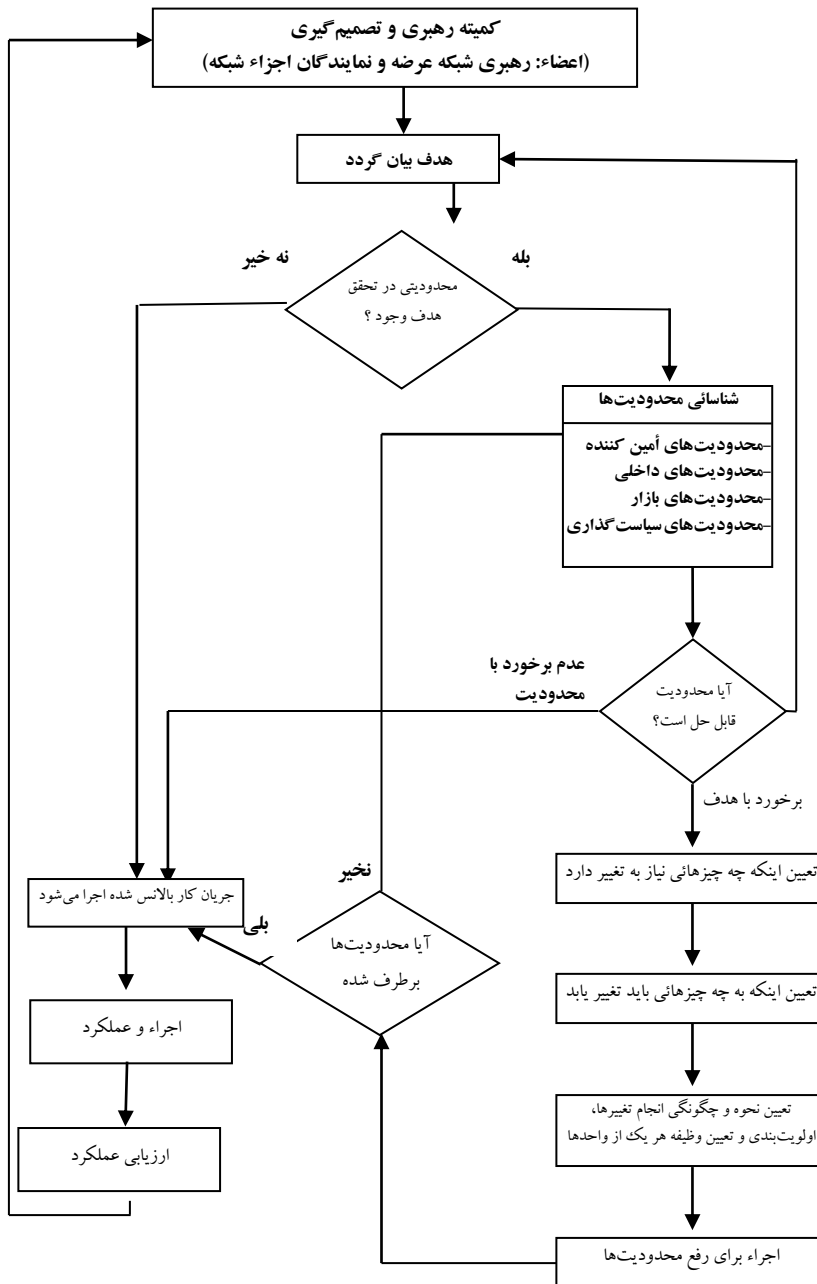 کمیته رهبری و تصمیم‌گیری
(اعضاء: رهبری شبکه عرضه و نمایندگان اجزاء شبکه)
هدف بیان گردد
بله
نه خیر
محدودیتی در تحقق
هدف وجود ؟
شناسائی محدودیت‌ها
-محدودیت‌های أمین کننده
-محدودیت‌های داخلی
-محدودیت‌های بازار
-محدودیت‌های سیاست‌گذاری
آیا محدودیت
قابل حل است؟
عدم برخورد با
محدودیت
برخورد با هدف
تعیین اینکه چه چیزهائی نیاز به تغییر دارد
تعیین اینکه به چه چیزهائی باید تغییر یابد
تعیین نحوه و چگونگی انجام تغییرها،
اولویت‌بندی و تعیین وظیفه هر یک از واحدها
اجراء برای رفع محدودیت‌ها
آیا محدودیت‌ها
برطرف شده
نخیر
بلی
جریان کار بالانس شده اجرا می‌شود
اجراء و عملکرد
ارزیابی عملکرد